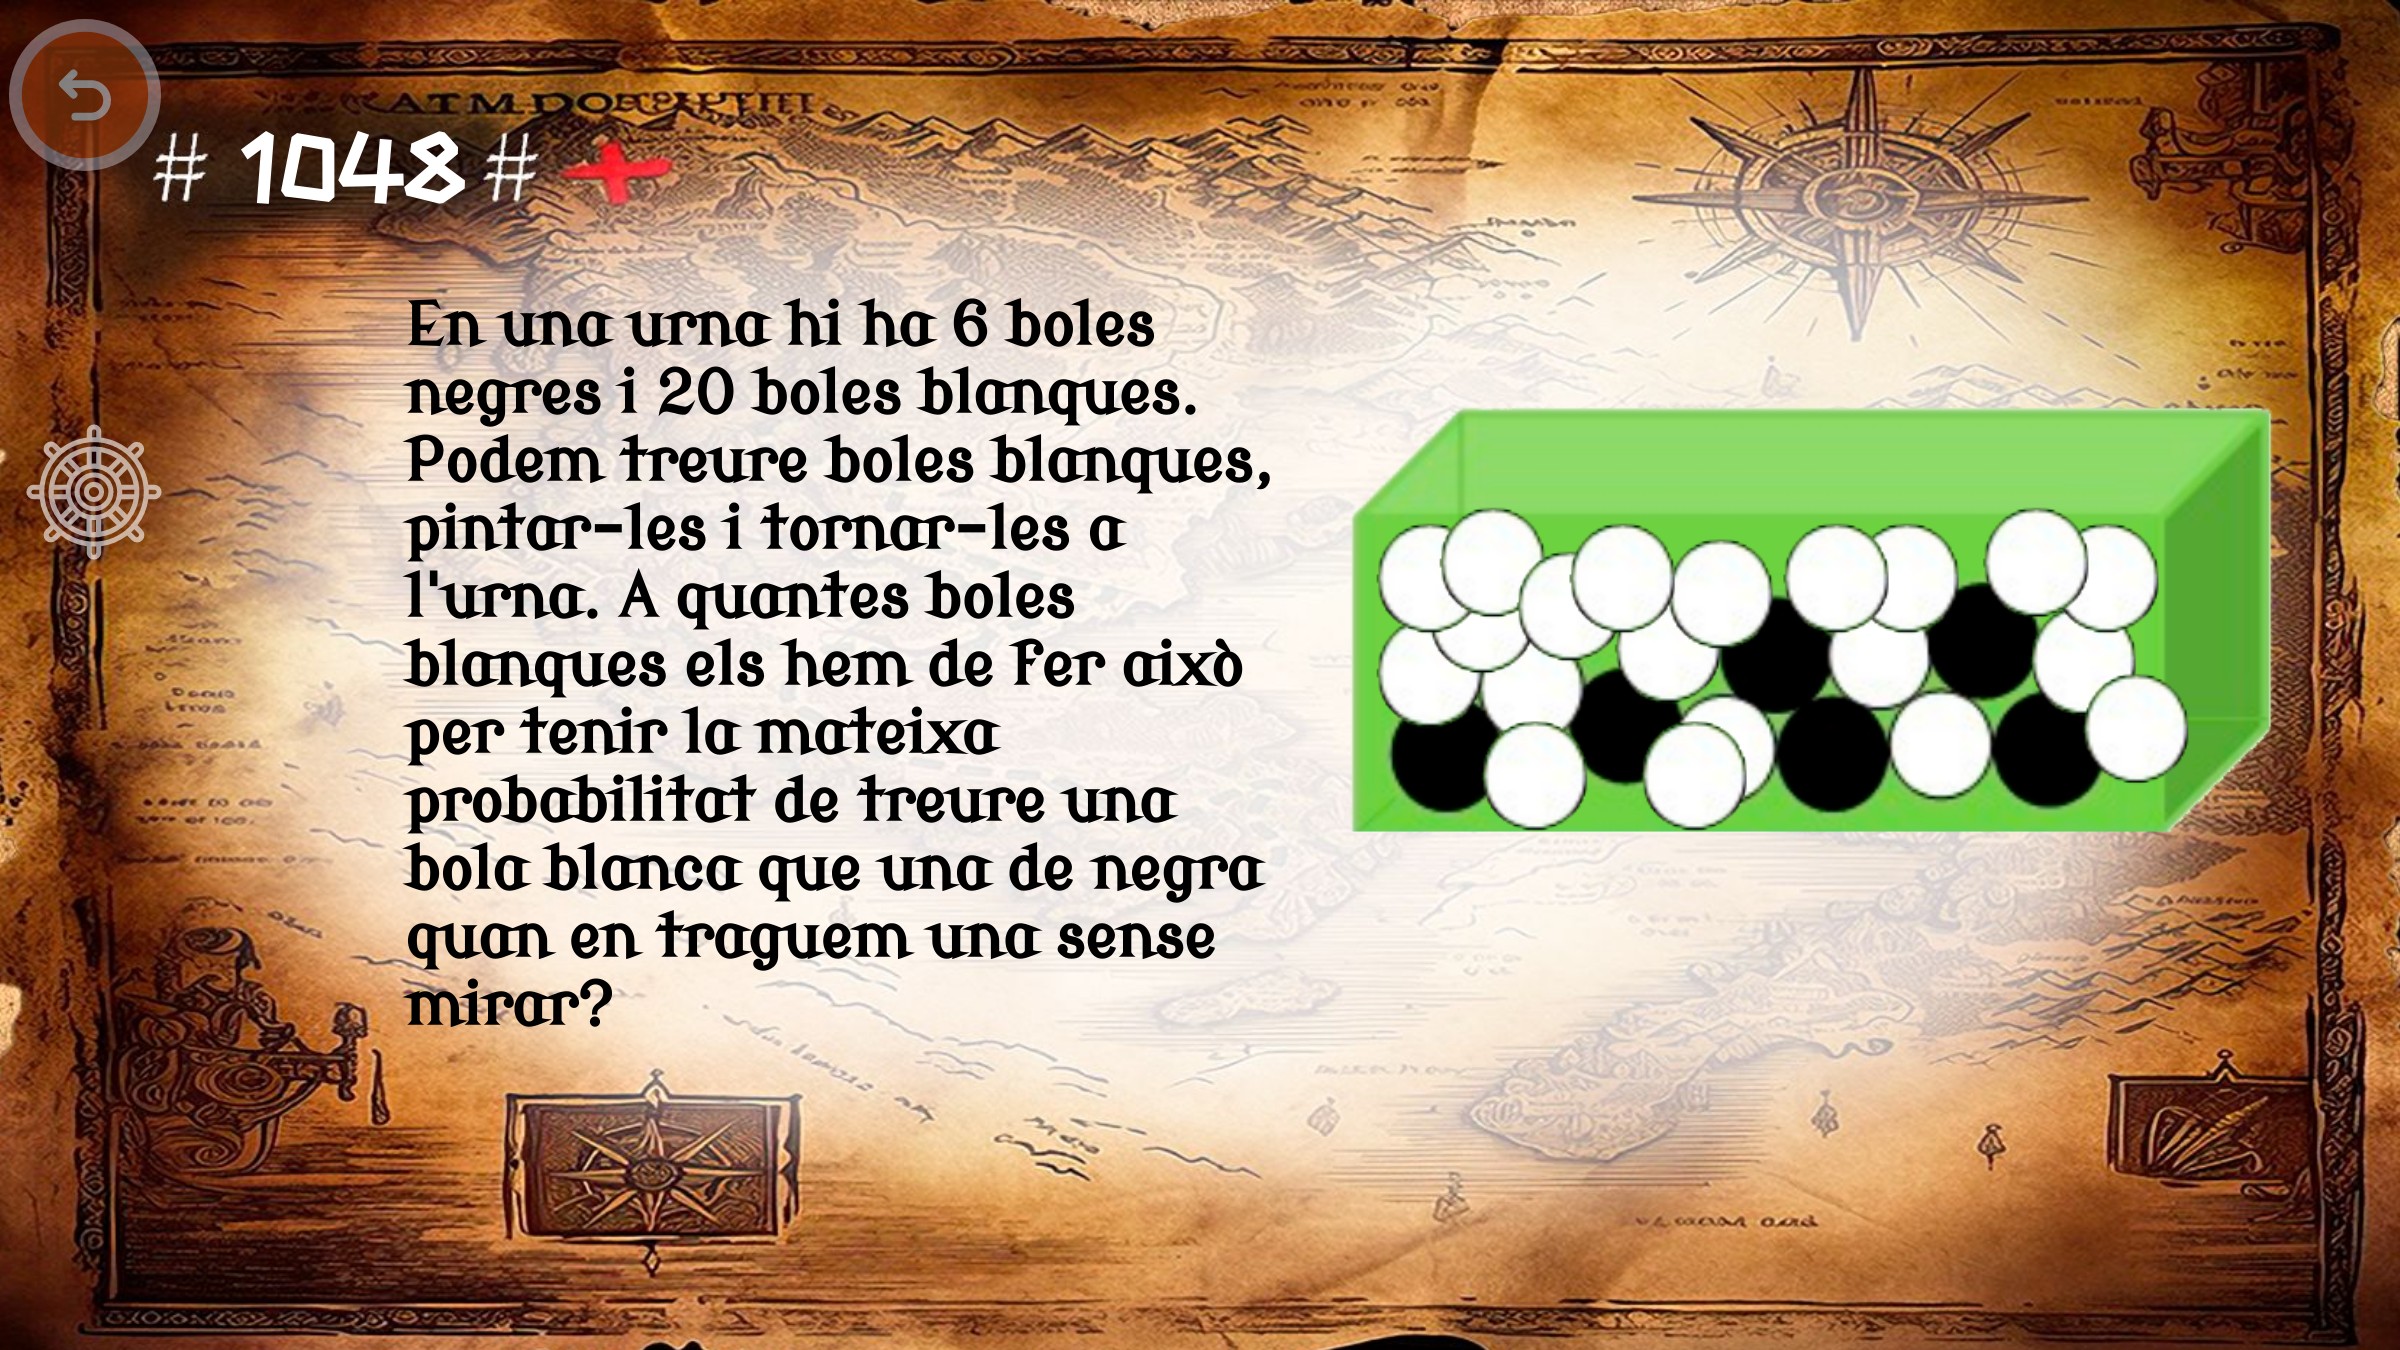 # 1048 #
En una urna hi ha 6 boles
negres i 20 boles blanques.
Podem treure boles blanques,
pintar-les i tornar-les a
l'urna. A quantes boles
blanques els hem de fer això
per tenir la mateixa
probabilitat de treure una
bola blanca que una de negra
quan en traguem una sense
mirar?